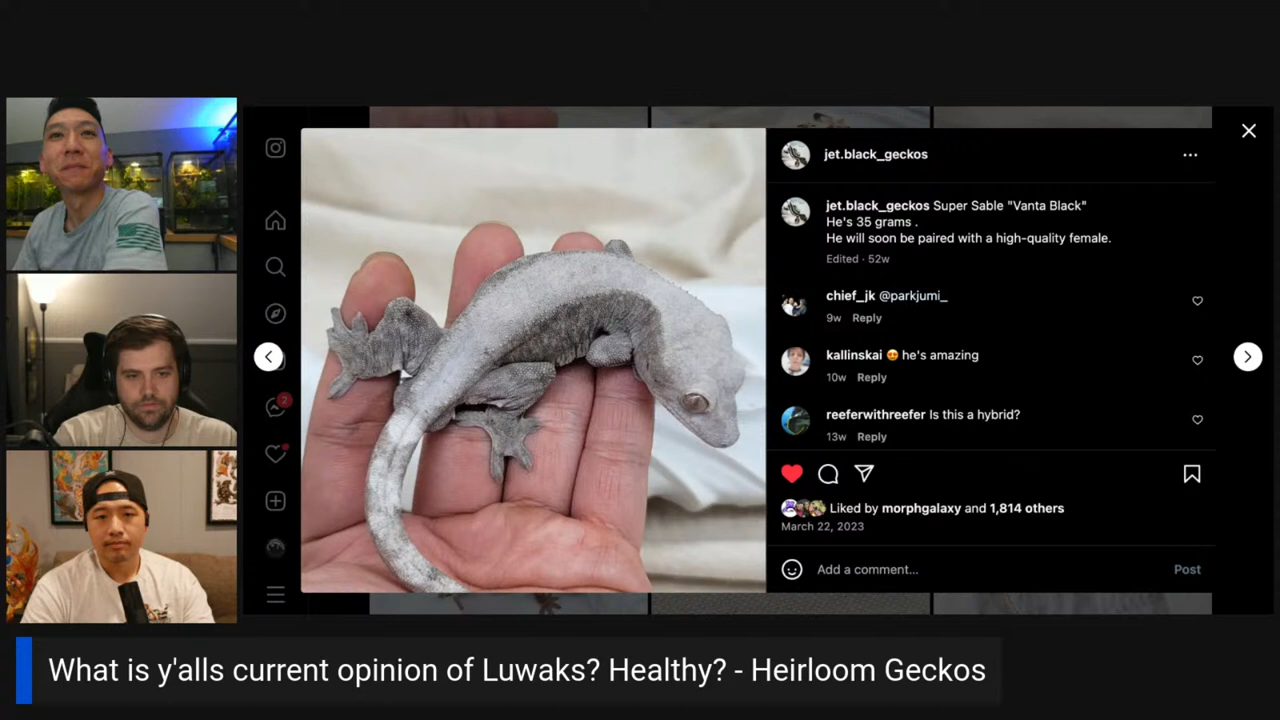 jet.black_geckos
jet.black_geckos Super Sable "Vanta Black"
He's 35 grams .
He will soon be paired with a high-quality female.
Edited · 52w
chief_jk @parkjumi_
9w Reply
kallinskai 😍 he's amazing
10w Reply
reeferwithreefer Is this a hybrid?
13w Reply
2
Liked by morphgalaxy and 1,814 others
March 22, 2023
Add a comment...
Post
What is y'alls current opinion of Luwaks? Healthy? - Heirloom Geckos